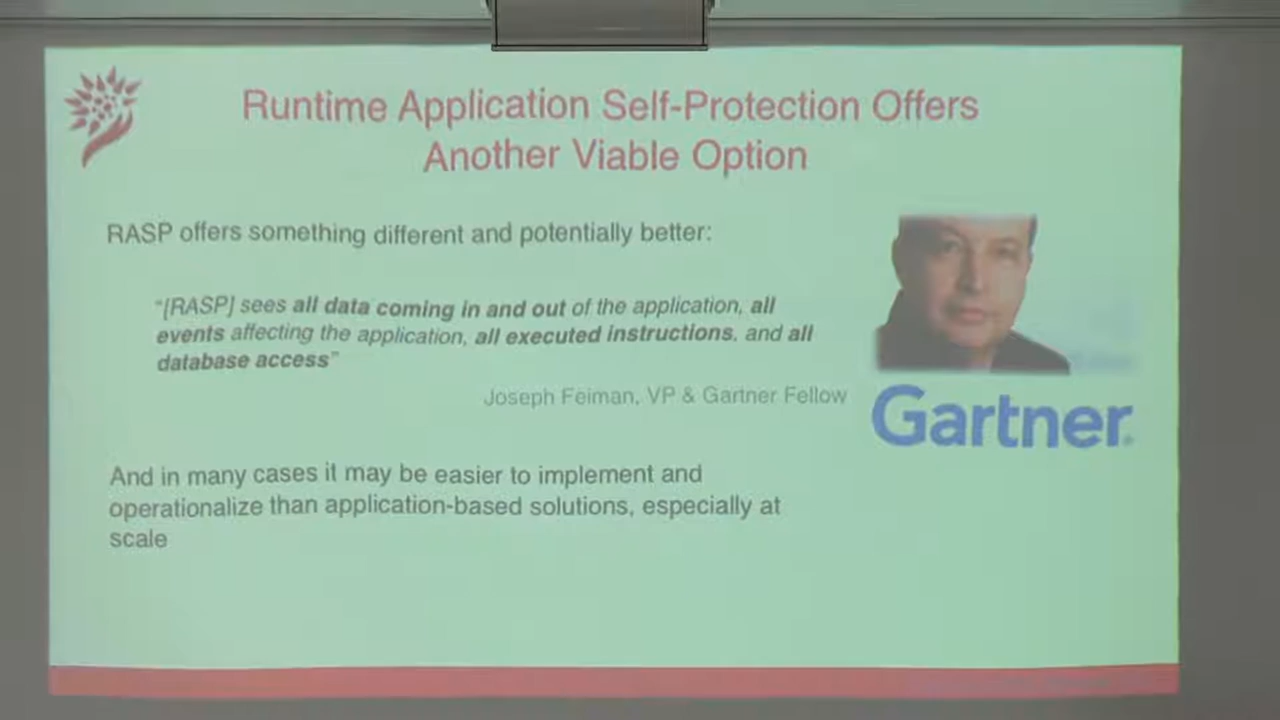 Runtime Application Self-Protection Offers
Another Viable Option
RASP offers something different and potentially better:
“[RASP] sees all data coming in and out of the application, all
events affecting the application, all executed instructions, and all
database access”
Joseph Feiman, VP & Gartner Fellow
Gartner.
And in many cases it may be easier to implement and
operationalize than application-based solutions, especially at
scale